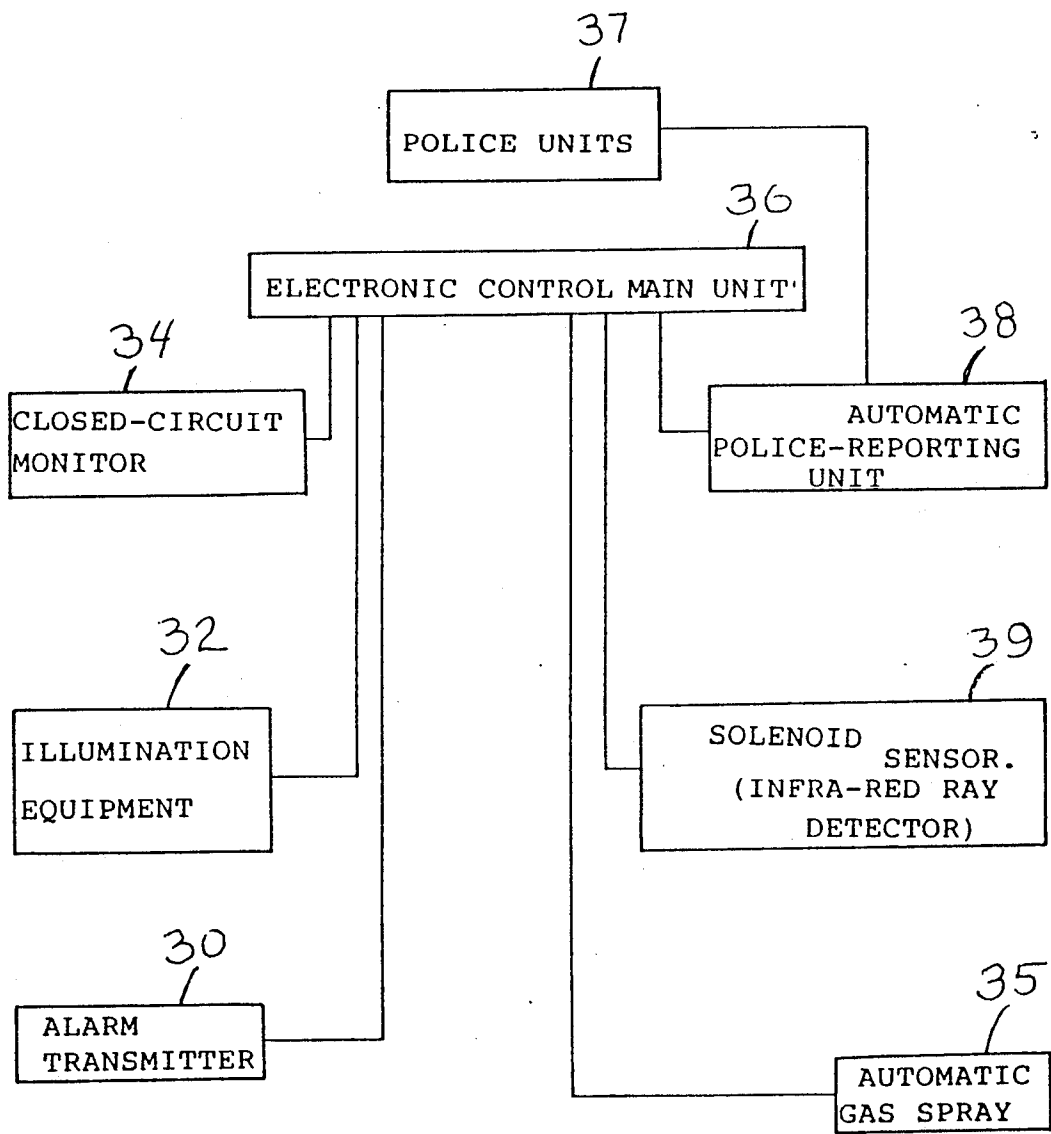 37
POLICE UNITS
36
ELECTRONIC CONTROL MAIN UNIT
34
CLOSED-CIRCUIT
MONITOR
38
AUTOMATIC
POLICE-REPORTING
UNIT
32
ILLUMINATION
EQUIPMENT
39
SOLENOID
SENSOR.
(INFRA-RED RAY
DETECTOR)
30
ALARM
TRANSMITTER
35
AUTOMATIC
GAS SPRAY